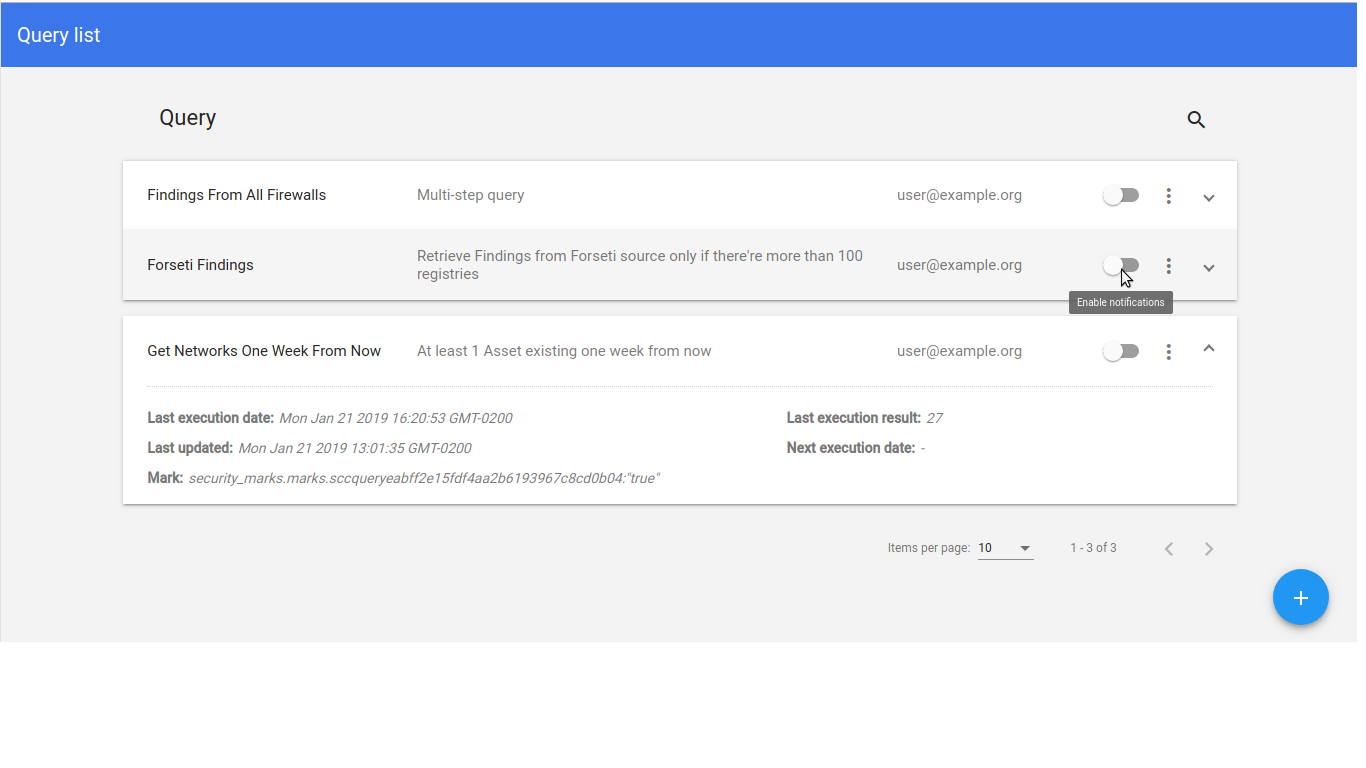 Query list
Query
Findings From All Firewalls Multi-step query user@example.org
Forseti Findings Retrieve Findings from Forseti source only if there're more than 100 registries user@example.org
Enable notifications
Get Networks One Week From Now At least 1 Asset existing one week from now user@example.org
Last execution date: Mon Jan 21 2019 16:20:53 GMT-0200 Last execution result: 27
Last updated: Mon Jan 21 2019 13:01:35 GMT-0200 Next execution date: -
Mark: security_marks.marks.sccqueryeabff2e15fdf4aa2b6193967c8cd0b04:"true"
Items per page: 10 1 - 3 of 3